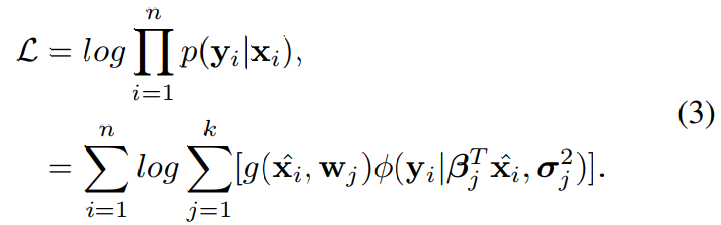 $\mathcal{L} = log \prod_{i=1}^{n} p(\mathbf{y}_i|\mathbf{x}_i),$
$= \sum_{i=1}^{n} log \sum_{j=1}^{k} [g(\hat{\mathbf{x}_i}, \mathbf{w}_j)\phi(\mathbf{y}_i|\boldsymbol{\beta}_j^T \hat{\mathbf{x}_i}, \boldsymbol{\sigma}_j^2)].$
(3)